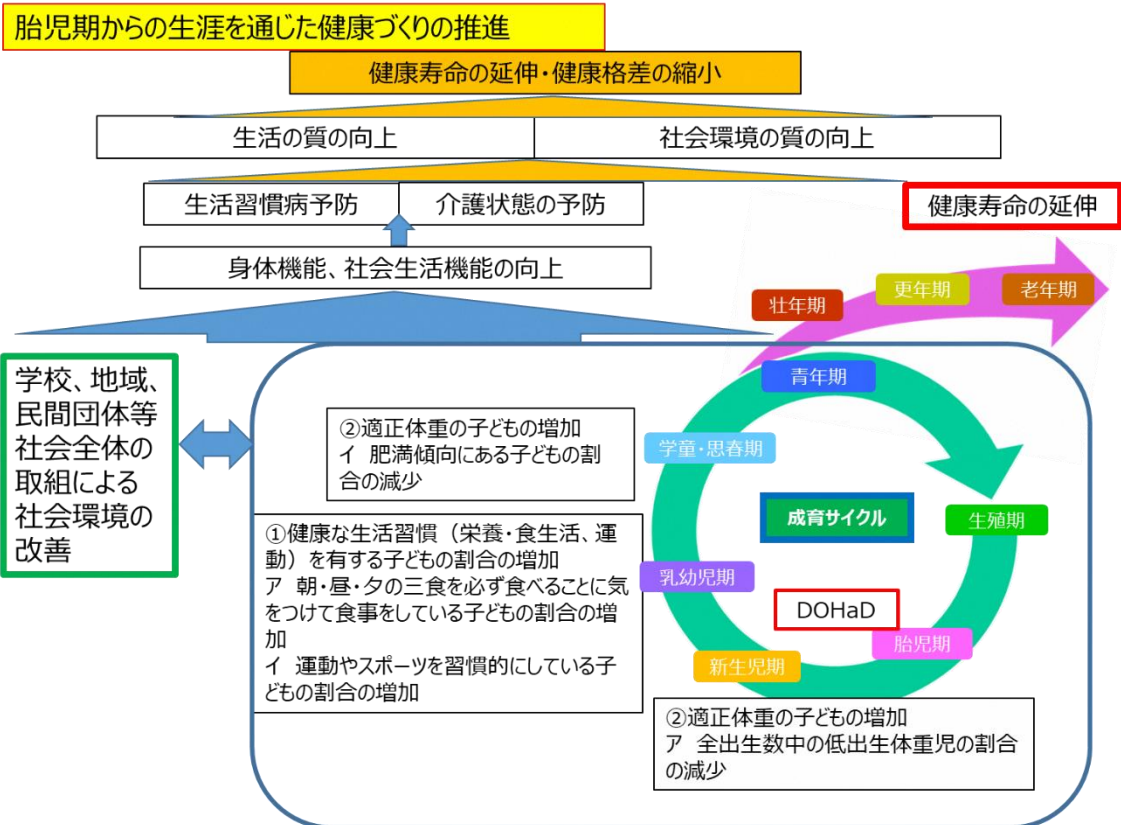 胎児期からの生涯を通じた健康づくりの推進
健康寿命の延伸・健康格差の縮小
生活の質の向上
社会環境の質の向上
生活習慣病予防
介護状態の予防
健康寿命の延伸
身体機能、社会生活機能の向上
壮年期
更年期
老年期
学校、地域、
民間団体等
社会全体の
取組による
社会環境の
改善
青年期
②適正体重の子どもの増加
イ 肥満傾向にある子どもの割
合の減少
学童・思春期
成育サイクル
生殖期
①健康な生活習慣（栄養・食生活、運
動）を有する子どもの割合の増加
ア 朝・昼・夕の三食を必ず食べることに気
をつけて食事をしている子どもの割合の増
加
イ 運動やスポーツを習慣的にしている子
どもの割合の増加
乳幼児期
DOHaD
胎児期
新生児期
②適正体重の子どもの増加
ア 全出生数中の低出生体重児の割合
の減少